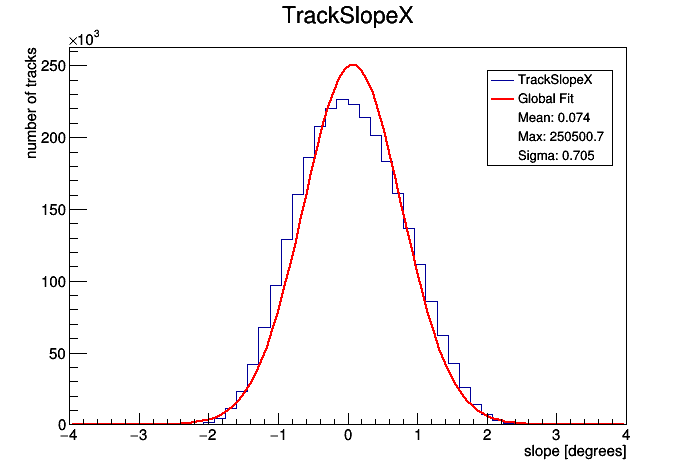 TrackSlopeX
×10³
number of tracks
250
200
150
100
50
0
TrackSlopeX
Global Fit
Mean: 0.074
Max: 250500.7
Sigma: 0.705
−4 −3 −2 −1 0 1 2 3 4
slope [degrees]